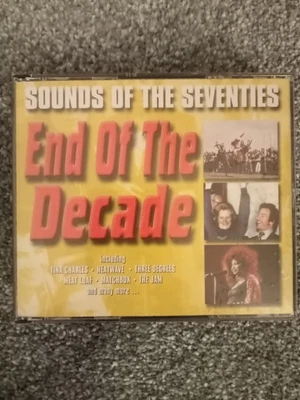 SOUNDS OF THE SEVENTIES
End Of The
Decade
including
TINA CHARLES • HEATWAVE • THREE DEGREES
MEAT LOAF • MATCHBOX • THE JAM
and many more ...